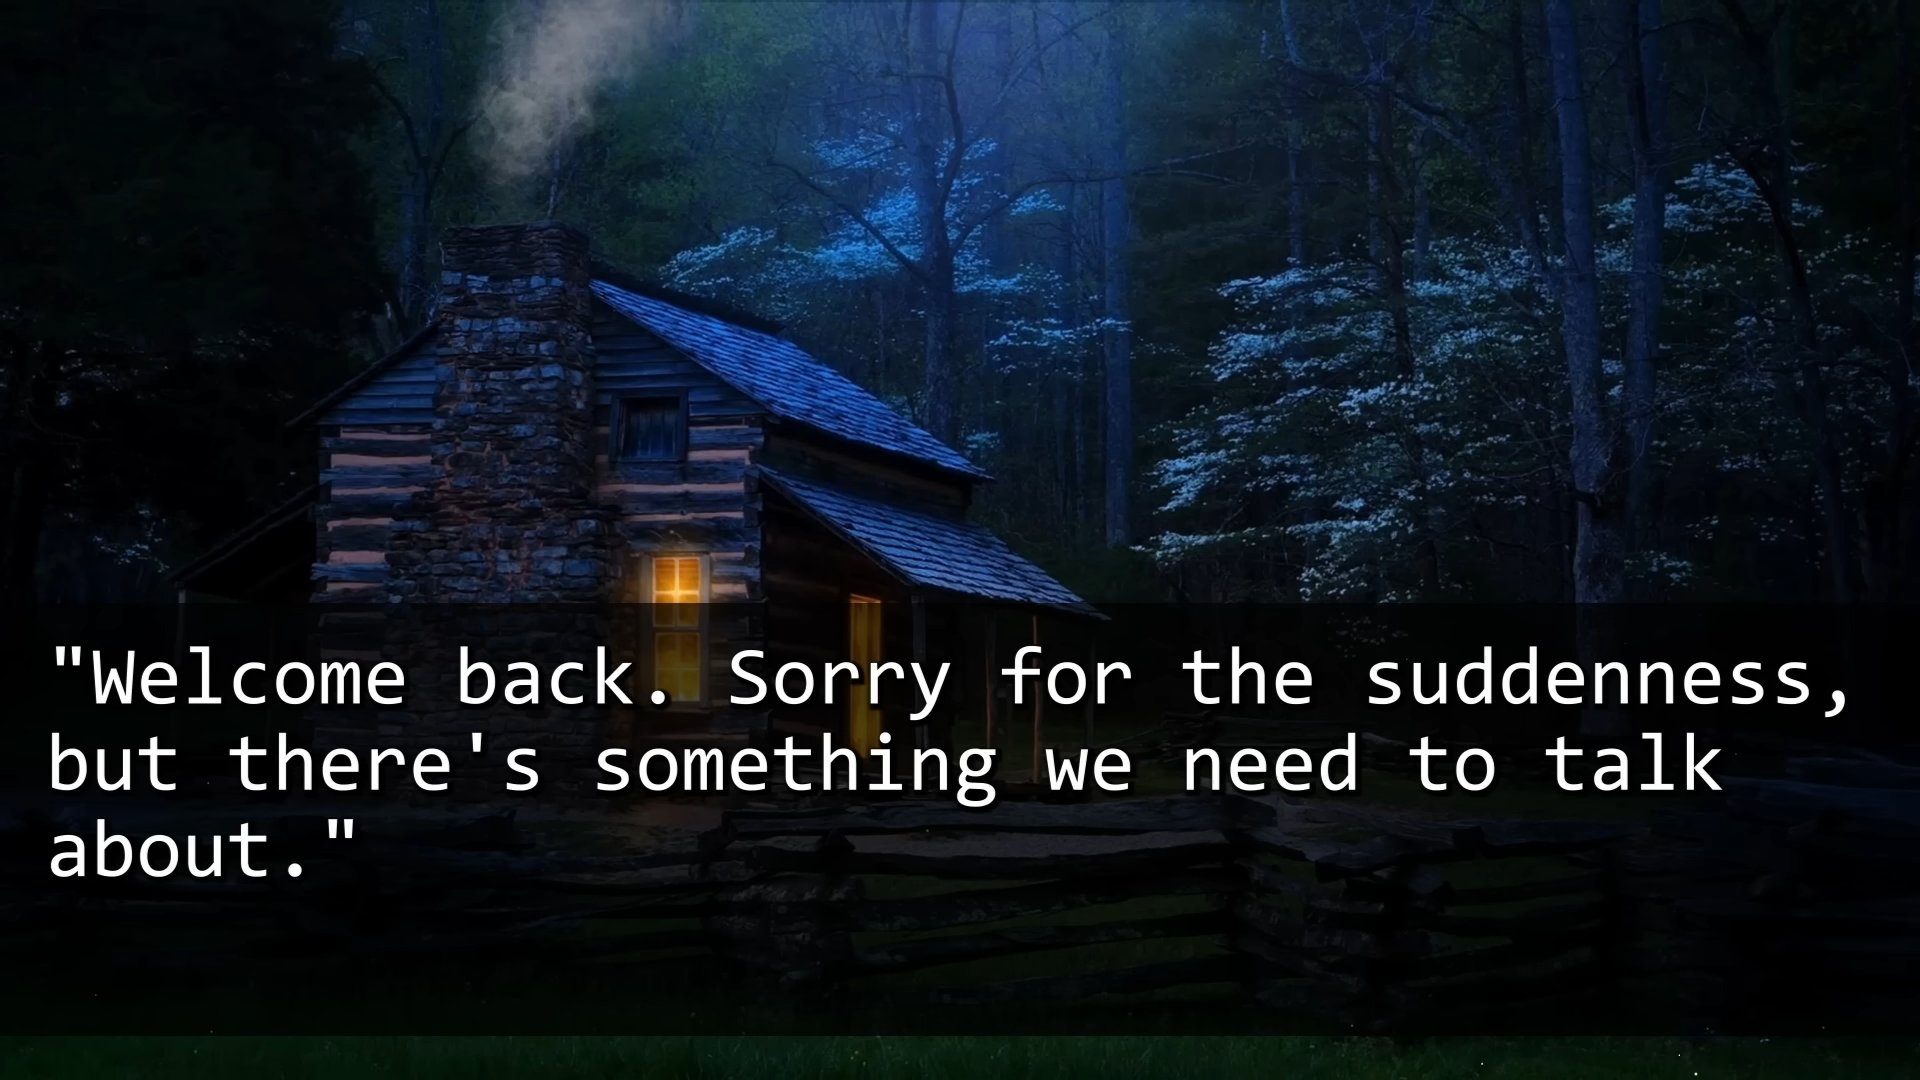 "Welcome back. Sorry for the suddenness,
but there's something we need to talk
about."